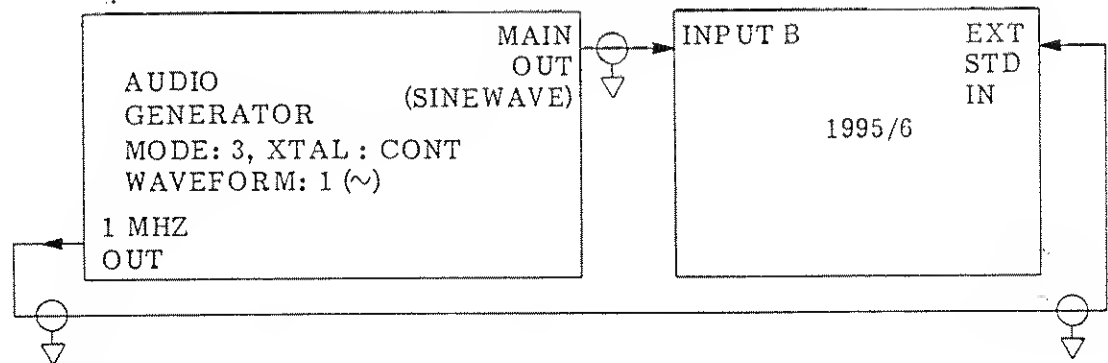 MAIN
OUT
(SINEWAVE)
AUDIO
GENERATOR
MODE: 3, XTAL : CONT
WAVEFORM: 1 (~)
1 MHZ
OUT
INPUT B
EXT
STD
IN
1995/6